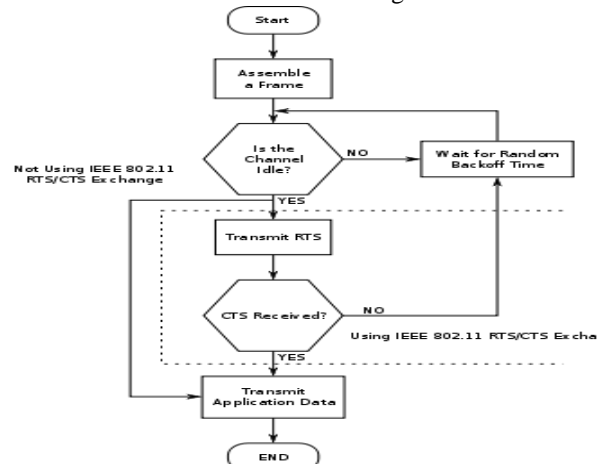 Start
Assemble
a Frame
Is the
Channel
Idle?
NO
Wait for Random
Backoff Time
Not Using IEEE 802.11
RTS/CTS Exchange
YES
Transmit RTS
CTS Received?
NO
Using IEEE 802.11 RTS/CTS Excha
YES
Transmit
Application Data
END